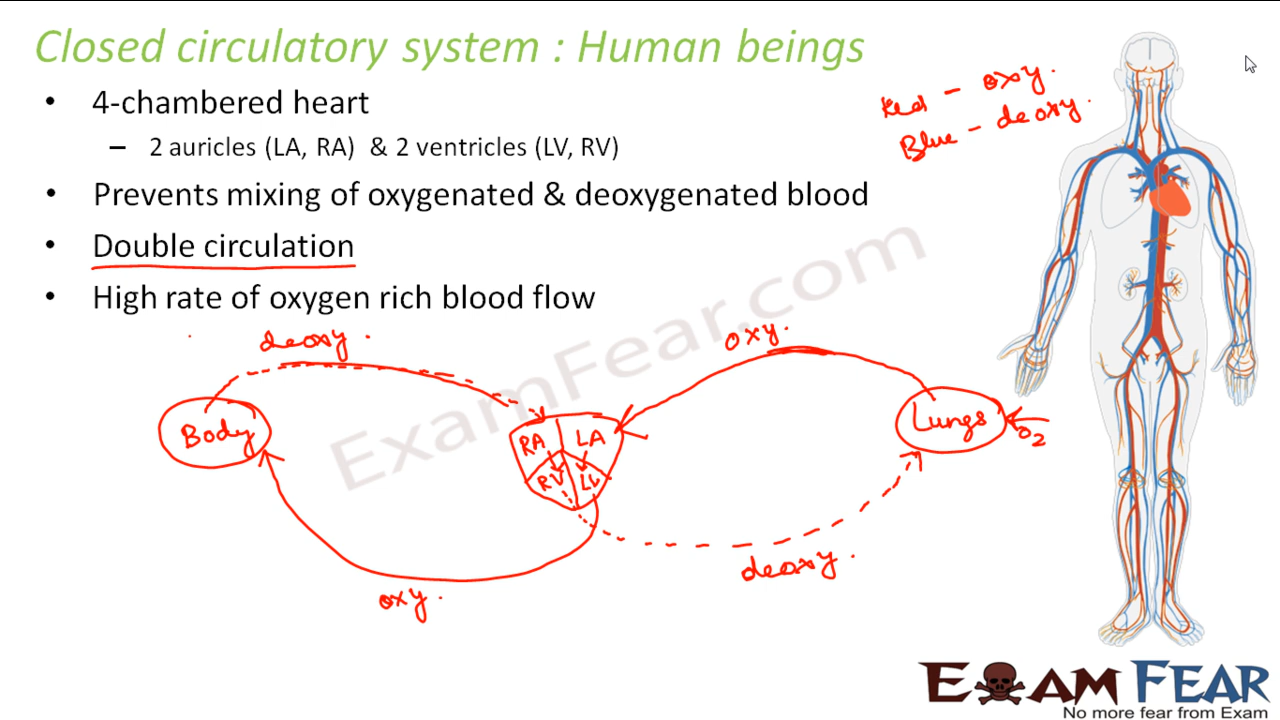 Closed circulatory system : Human beings
• 4-chambered heart
– 2 auricles (LA, RA) & 2 ventricles (LV, RV)
• Prevents mixing of oxygenated & deoxygenated blood
• Double circulation
• High rate of oxygen rich blood flow
Red - oxy.
Blue - deoxy.
deoxy.
oxy.
Body
RA LA
RV LV
Lungs
O2
oxy.
deoxy.
ExamFear.com
EXAM FEAR
No more fear from Exam